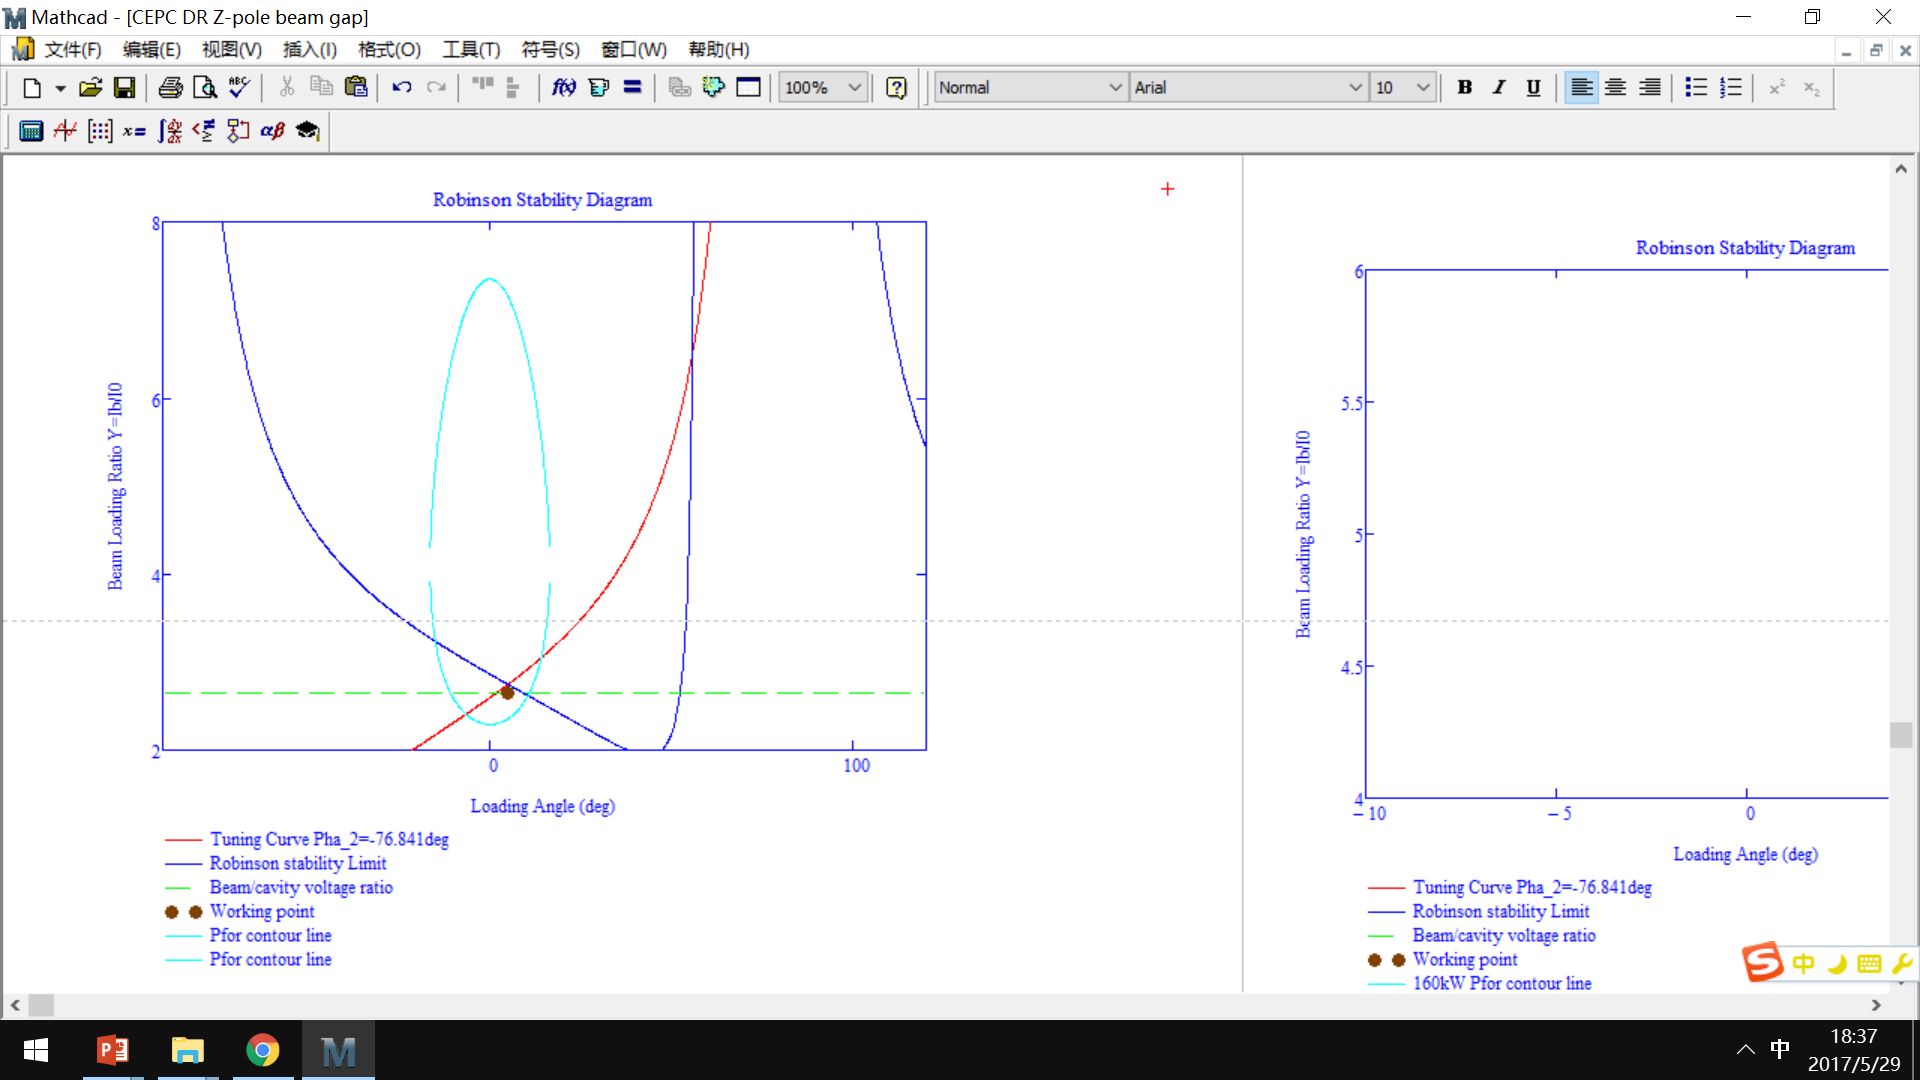 Mathcad - [CEPC DR Z-pole beam gap]
文件(F) 编辑(E) 视图(V) 插入(I) 格式(O) 工具(T) 符号(S) 窗口(W) 帮助(H)
100% Normal Arial 10 B I U
Robinson Stability Diagram
8
6
4
2
0 100
Beam Loading Ratio Y=Ib/I0
Loading Angle (deg)
Tuning Curve Pha_2=-76.841deg
Robinson stability Limit
Beam/cavity voltage ratio
Working point
Pfor contour line
Pfor contour line
Robinson Stability Diagram
6
5.5
5
4.5
4
−10 −5 0
Beam Loading Ratio Y=Ib/I0
Loading Angle (deg)
Tuning Curve Pha_2=-76.841deg
Robinson stability Limit
Beam/cavity voltage ratio
Working point
160kW Pfor contour line
中
中
18:37
2017/5/29